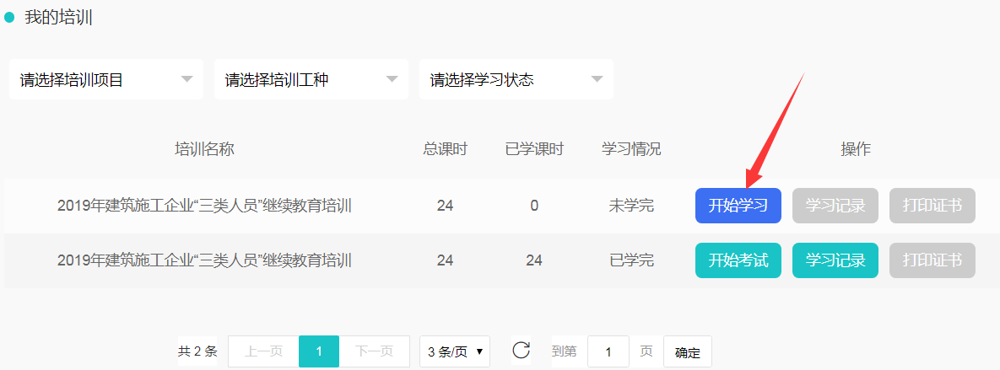 我的培训
请选择培训项目 请选择培训工种 请选择学习状态
培训名称 总课时 已学课时 学习情况 操作
2019年建筑施工企业“三类人员”继续教育培训 24 0 未学完 开始学习 学习记录 打印证书
2019年建筑施工企业“三类人员”继续教育培训 24 24 已学完 开始考试 学习记录 打印证书
共 2 条 上一页 1 下一页 3 条/页 到第 1 页 确定